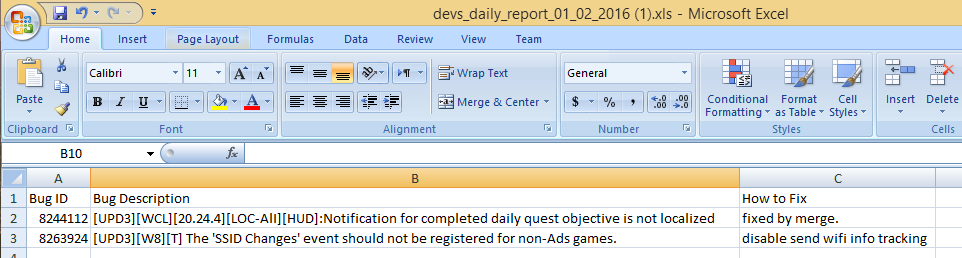 devs_daily_report_01_02_2016 (1).xls - Microsoft Excel
Home Insert Page Layout Formulas Data Review View Team
Calibri 11 A A Wrap Text General
Paste B I U A Merge & Center $ % , .0 .00 .00 .0 Conditional Formatting Format as Table Cell Styles Insert Delete
Clipboard Font Alignment Number Styles Cells
B10 fx
A B C
1 Bug ID Bug Description How to Fix
2 8244112 [UPD3][WCL][20.24.4][LOC-All][HUD]:Notification for completed daily quest objective is not localized fixed by merge.
3 8263924 [UPD3][W8][T] The 'SSID Changes' event should not be registered for non-Ads games. disable send wifi info tracking